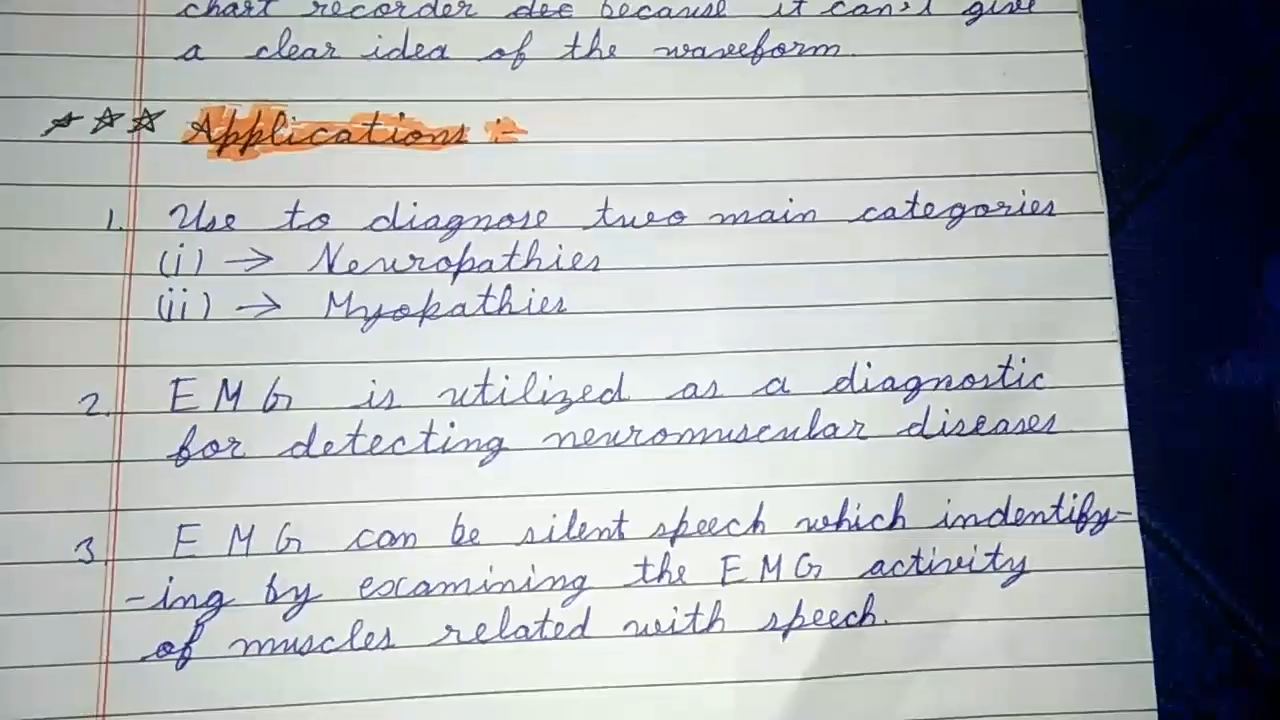 chart recorder dec because it can't give
a clear idea of the waveform.
Applications :-
1. Use to diagnose two main categories
(i) → Neuropathies
(ii) → Myopathies
2. EMG is utilized as a diagnostic
for detecting neuromuscular diseases
3. EMG can be silent speech which indentify-
-ing by examining the EMG activity
of muscles related with speech.